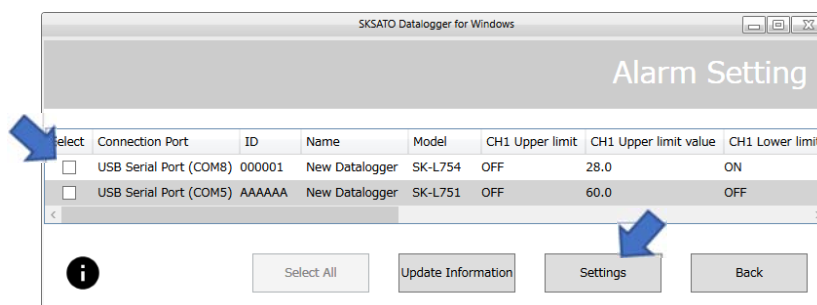 SKSATO Datalogger for Windows
Alarm Setting
Select Connection Port ID Name Model CH1 Upper limit CH1 Upper limit value CH1 Lower limit
USB Serial Port (COM8) 000001 New Datalogger SK-L754 OFF 28.0 ON
USB Serial Port (COM5) AAAAAA New Datalogger SK-L751 OFF 60.0 OFF
Select All Update Information Settings Back